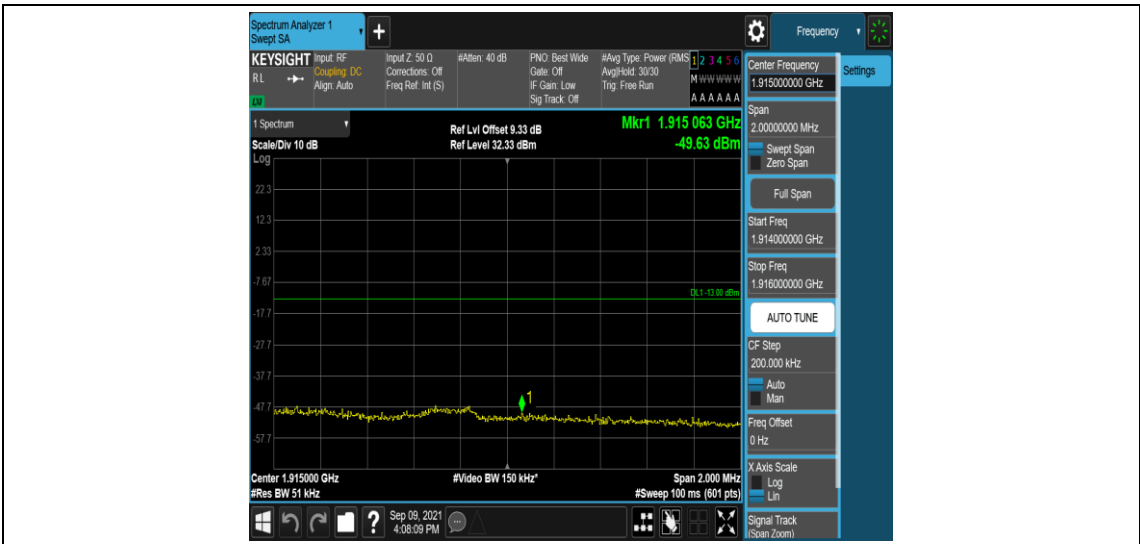 Spectrum Analyzer 1
Swept SA
Frequency
KEYSIGHT
RL
LXI
Input: RF
Coupling: DC
Align: Auto
Input Z: 50 Ω
Corrections: Off
Freq Ref: Int (S)
#Atten: 40 dB
PNO: Best Wide
Gate: Off
IF Gain: Low
Sig Track: Off
#Avg Type: Power (RMS
Avg|Hold: 30/30
Trig: Free Run
1 2 3 4 5 6
M W W W W W
A A A A A A
1 Spectrum
Scale/Div 10 dB
Log
Ref Lvl Offset 9.33 dB
Ref Level 32.33 dBm
Mkr1 1.915 063 GHz
-49.63 dBm
22.3
12.3
2.33
-7.67
DL1 -13.00 dBm
-17.7
-27.7
-37.7
-47.7
1
-57.7
Center 1.915000 GHz
#Video BW 150 kHz*
Span 2.000 MHz
#Res BW 51 kHz
#Sweep 100 ms (601 pts)
Center Frequency
1.915000000 GHz
Settings
Span
2.00000000 MHz
Swept Span
Zero Span
Full Span
Start Freq
1.914000000 GHz
Stop Freq
1.916000000 GHz
AUTO TUNE
CF Step
200.000 kHz
Auto
Man
Freq Offset
0 Hz
X Axis Scale
Log
Lin
Signal Track
(Span Zoom)
?
Sep 09, 2021
4:08:09 PM